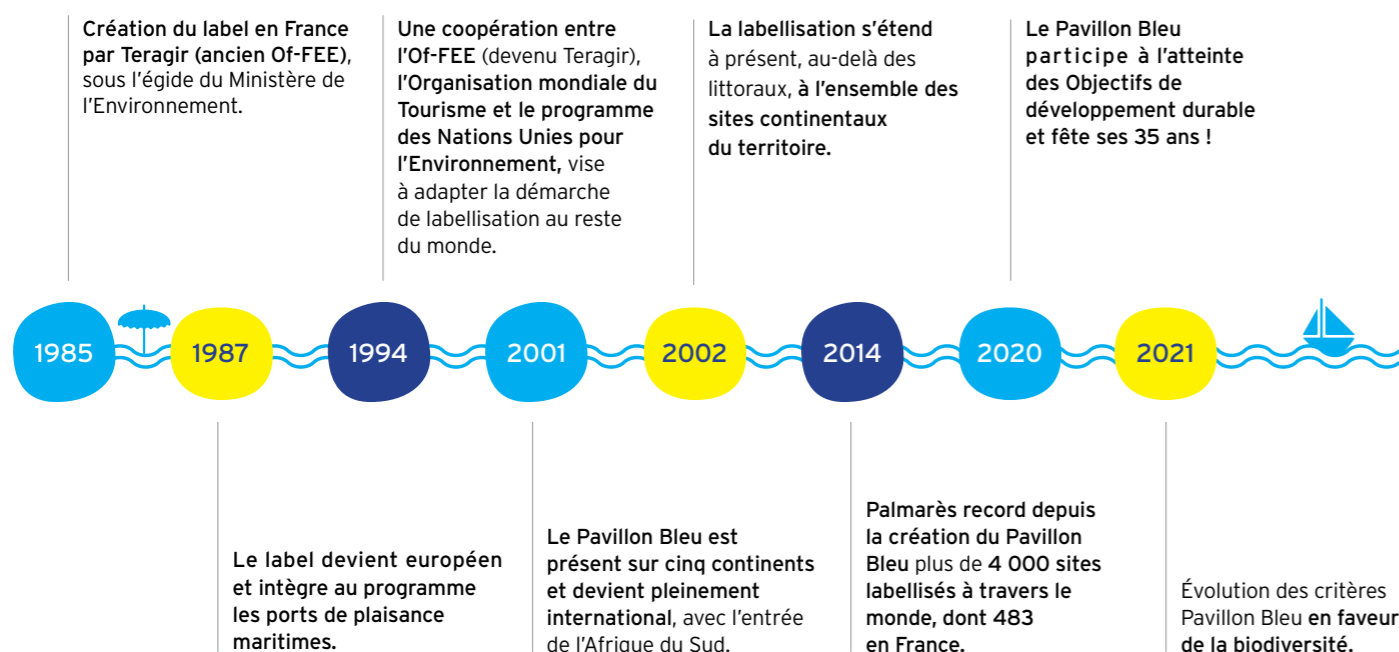 Création du label en France
par Teragir (ancien Of-FEE),
sous l'égide du Ministère de
l'Environnement.
Une coopération entre
l'Of-FEE (devenu Teragir),
l'Organisation mondiale du
Tourisme et le programme
des Nations Unies pour
l'Environnement, vise
à adapter la démarche
de labellisation au reste
du monde.
La labellisation s'étend
à présent, au-delà des
littoraux, à l'ensemble des
sites continentaux
du territoire.
Le Pavillon Bleu
participe à l'atteinte
des Objectifs de
développement durable
et fête ses 35 ans !
1985
1987
1994
2001
2002
2014
2020
2021
Le label devient européen
et intègre au programme
les ports de plaisance
maritimes.
Le Pavillon Bleu est
présent sur cinq continents
et devient pleinement
international, avec l'entrée
de l'Afrique du Sud.
Palmarès record depuis
la création du Pavillon
Bleu plus de 4 000 sites
labellisés à travers le
monde, dont 483
en France.
Évolution des critères
Pavillon Bleu en faveur
de la biodiversité.